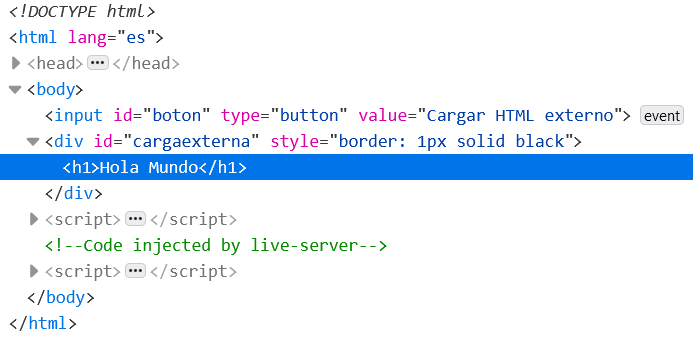 <!DOCTYPE html>
<html lang="es">
<head>•••</head>
<body>
<input id="boton" type="button" value="Cargar HTML externo"> event
<div id="cargaexterna" style="border: 1px solid black">
<h1>Hola Mundo</h1>
</div>
<script>•••</script>
<!--Code injected by live-server-->
<script>•••</script>
</body>
</html>